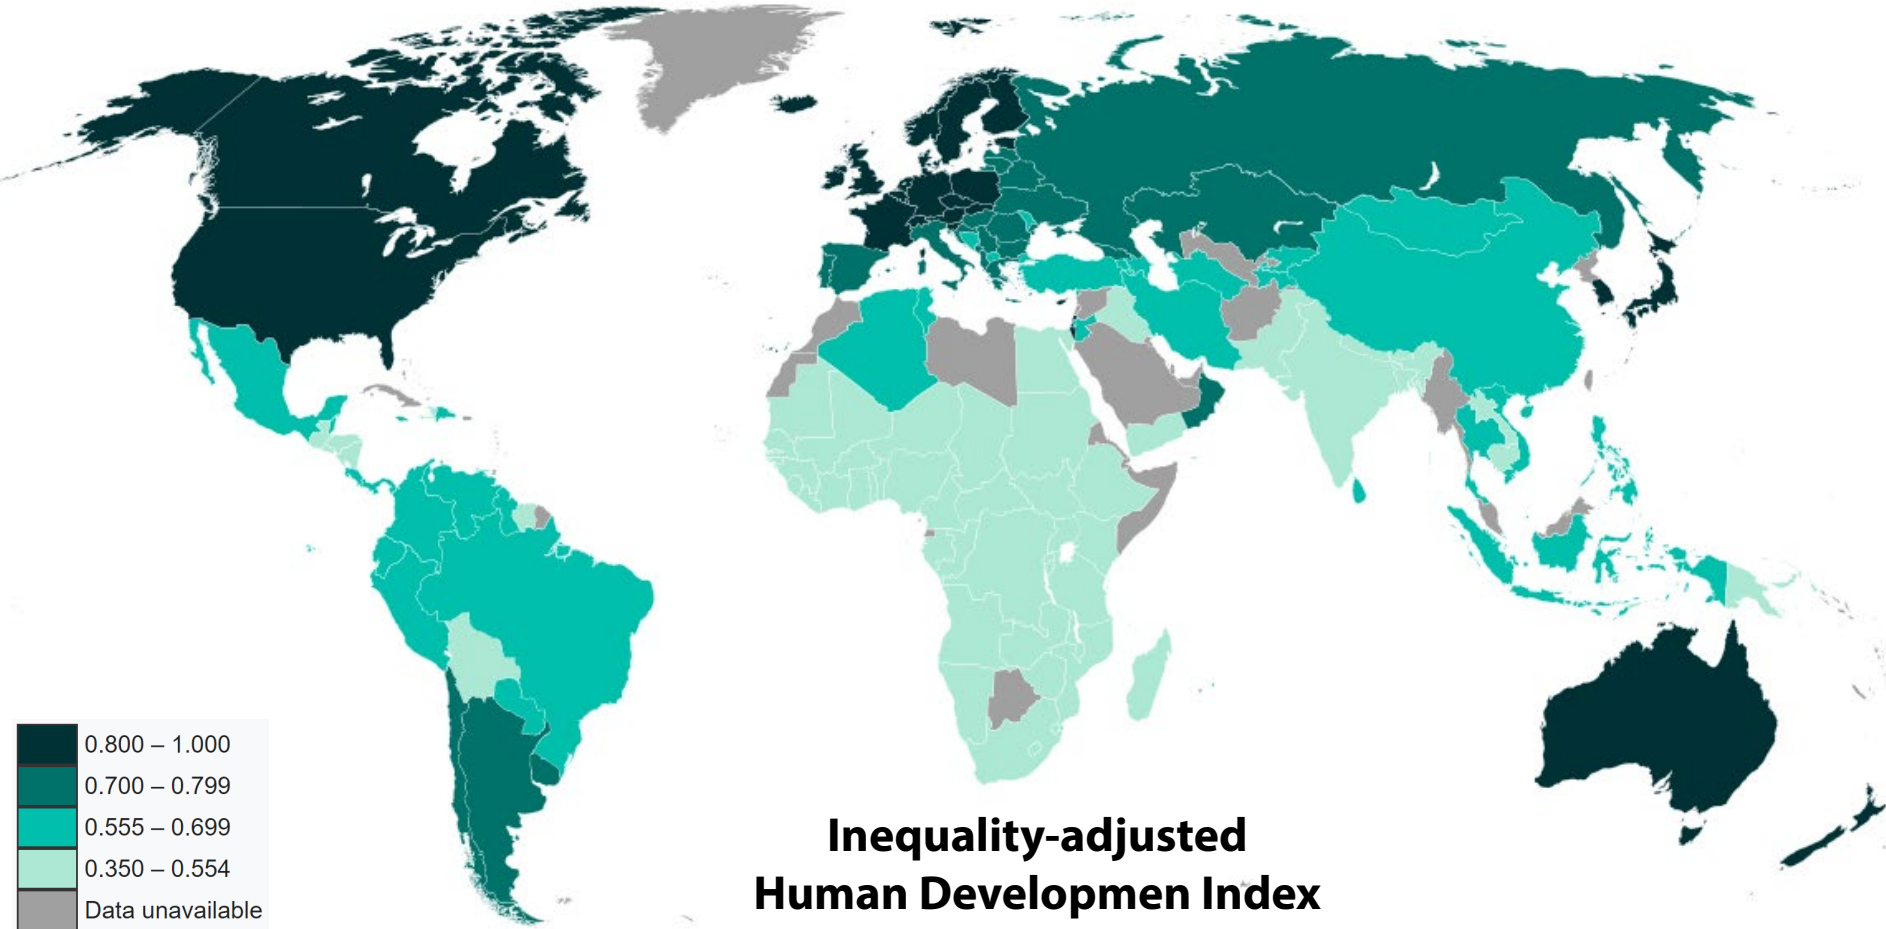 0.800 – 1.000
0.700 – 0.799
0.555 – 0.699
0.350 – 0.554
Data unavailable
Inequality-adjusted
Human Developmen Index